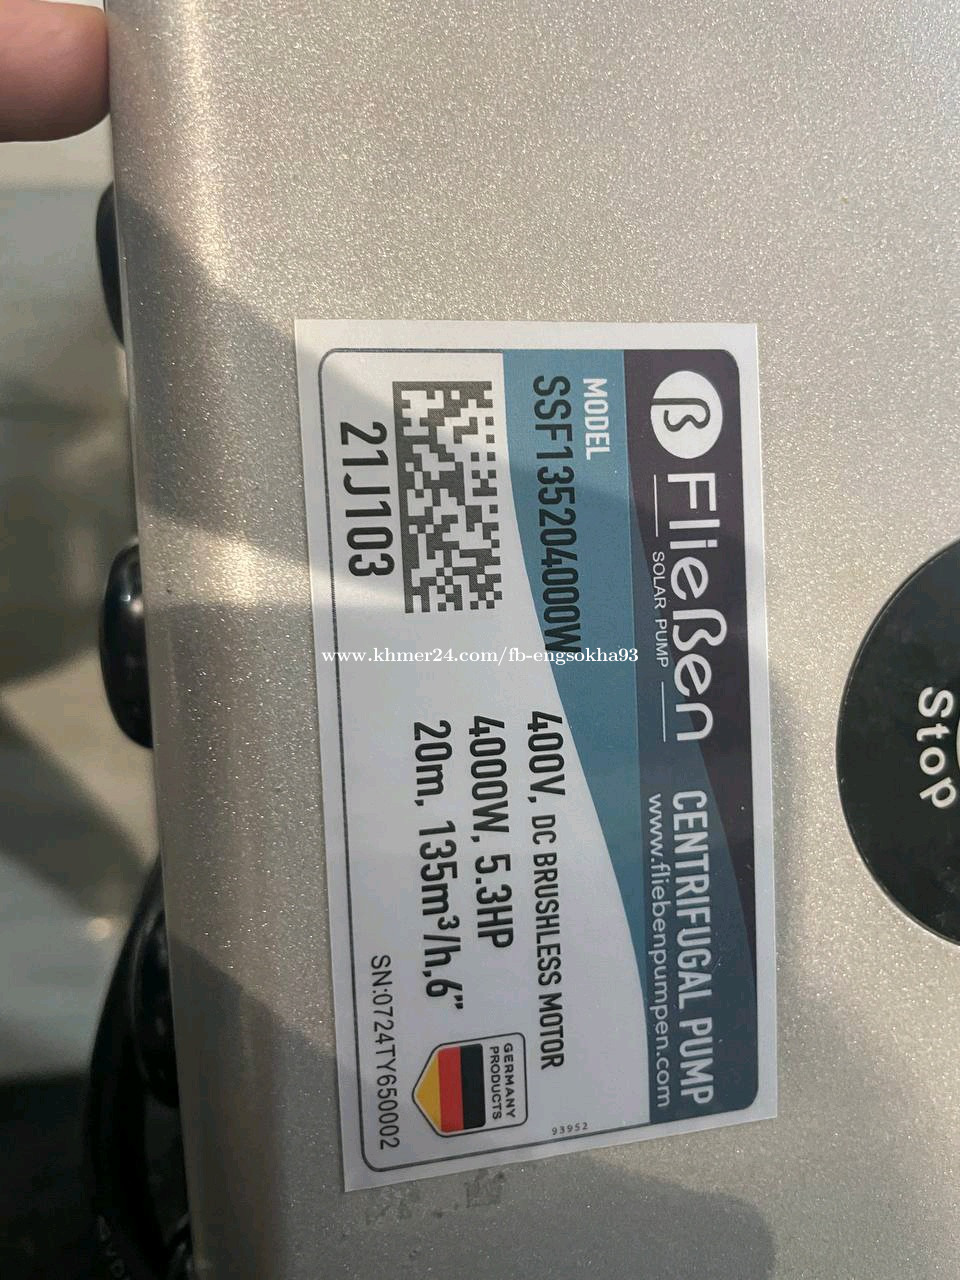 FlieBen
SOLAR PUMP
CENTRIFUGAL PUMP
www.fliebenpumpen.com
MODEL
SSF135204000W
400V, DC BRUSHLESS MOTOR
4000W, 5.3HP
20m, 135m³/h,6"
21J103
GERMANY
PRODUCTS
93952
SN:0724TY650002
Stop
www.khmer24.com/fb-engsokha93